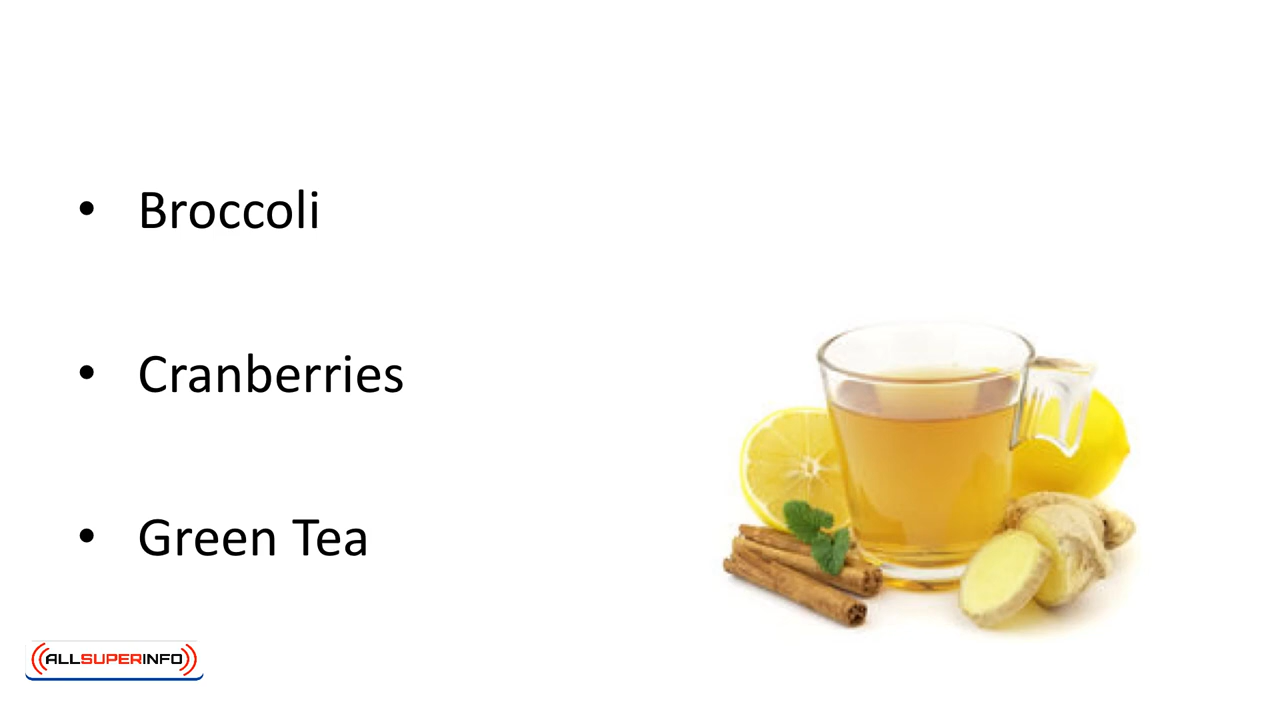 • Broccoli
• Cranberries
• Green Tea
ALLSUPERINFO